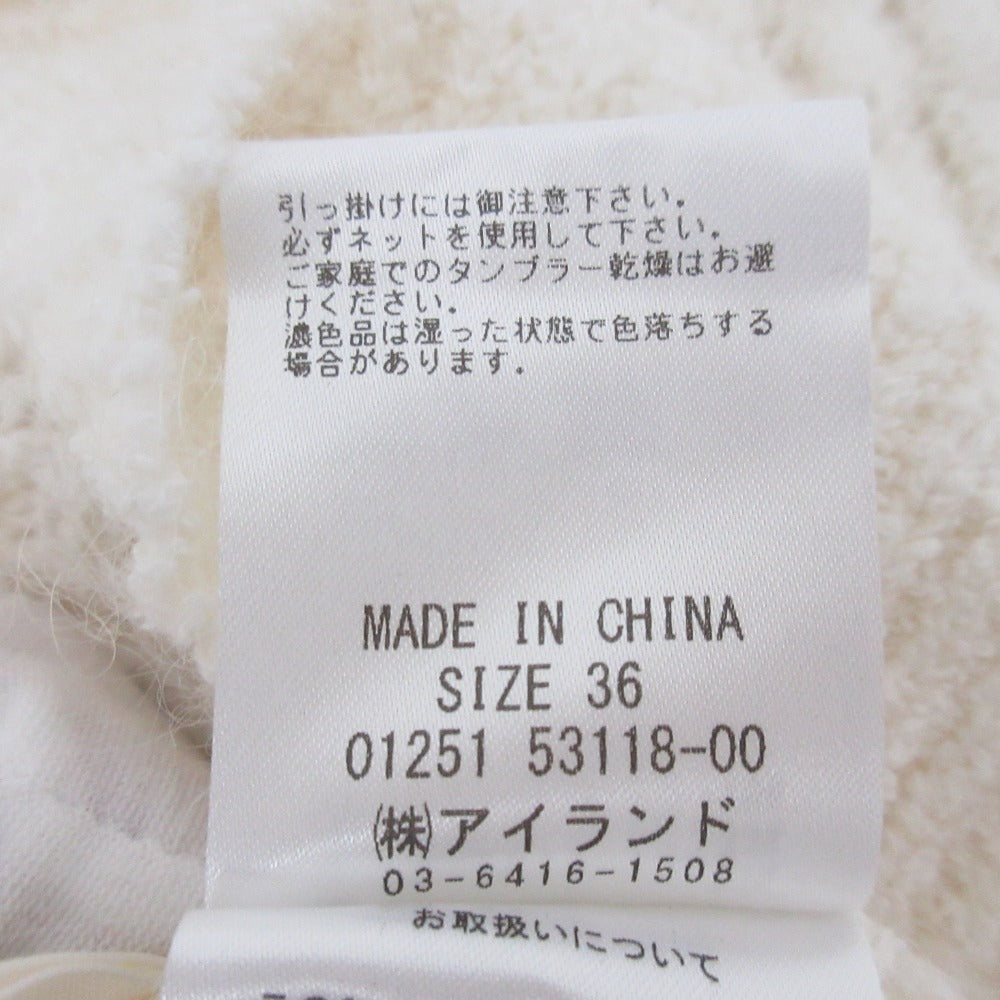 引っ掛けには御注意下さい。
必ずネットを使用して下さい。
ご家庭でのタンブラー乾燥はお避
けください。
濃色品は湿った状態で色落ちする
場合があります。
MADE IN CHINA
SIZE 36
01251 53118-00
㈱アイランド
03-6416-1508
お取扱いについて